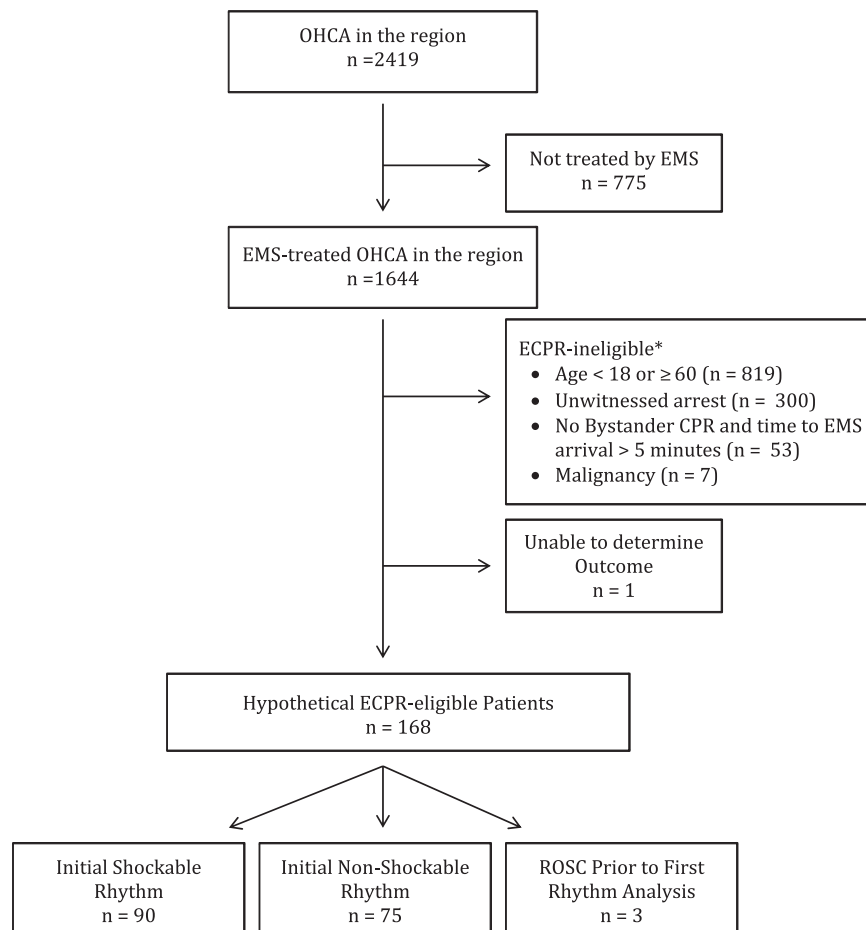 OHCA in the region
n =2419
Not treated by EMS
n = 775
EMS-treated OHCA in the region
n =1644
ECPR-ineligible*
• Age < 18 or ≥ 60 (n = 819)
• Unwitnessed arrest (n = 300)
• No Bystander CPR and time to EMS
arrival > 5 minutes (n = 53)
• Malignancy (n = 7)
Unable to determine
Outcome
n = 1
Hypothetical ECPR-eligible Patients
n = 168
Initial Shockable
Rhythm
n = 90
Initial Non-Shockable
Rhythm
n = 75
ROSC Prior to First
Rhythm Analysis
n = 3